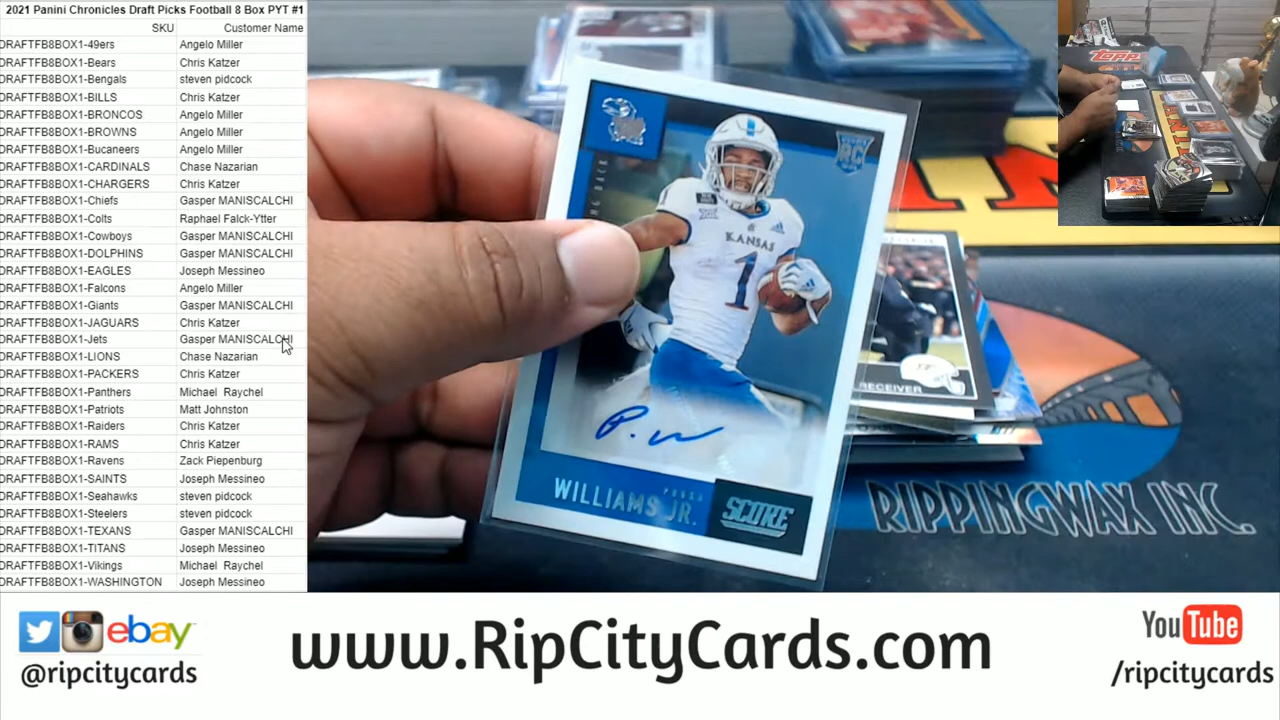 2021 Panini Chronicles Draft Picks Football 8 Box PYT #1
SKU Customer Name
DRAFTFB8BOX1-49ers Angelo Miller
DRAFTFB8BOX1-Bears Chris Katzer
DRAFTFB8BOX1-Bengals steven pidcock
DRAFTFB8BOX1-BILLS Chris Katzer
DRAFTFB8BOX1-BRONCOS Angelo Miller
DRAFTFB8BOX1-BROWNS Angelo Miller
DRAFTFB8BOX1-Bucaneers Angelo Miller
DRAFTFB8BOX1-CARDINALS Chase Nazarian
DRAFTFB8BOX1-CHARGERS Chris Katzer
DRAFTFB8BOX1-Chiefs Gasper MANISCALCHI
DRAFTFB8BOX1-Colts Raphael Falck-Ytter
DRAFTFB8BOX1-Cowboys Gasper MANISCALCHI
DRAFTFB8BOX1-DOLPHINS Gasper MANISCALCHI
DRAFTFB8BOX1-EAGLES Joseph Messineo
DRAFTFB8BOX1-Falcons Angelo Miller
DRAFTFB8BOX1-Giants Gasper MANISCALCHI
DRAFTFB8BOX1-JAGUARS Chris Katzer
DRAFTFB8BOX1-Jets Gasper MANISCALCHI
DRAFTFB8BOX1-LIONS Chase Nazarian
DRAFTFB8BOX1-PACKERS Chris Katzer
DRAFTFB8BOX1-Panthers Michael Raychel
DRAFTFB8BOX1-Patriots Matt Johnston
DRAFTFB8BOX1-Raiders Chris Katzer
DRAFTFB8BOX1-RAMS Chris Katzer
DRAFTFB8BOX1-Ravens Zack Piepenburg
DRAFTFB8BOX1-SAINTS Joseph Messineo
DRAFTFB8BOX1-Seahawks steven pidcock
DRAFTFB8BOX1-Steelers steven pidcock
DRAFTFB8BOX1-TEXANS Gasper MANISCALCHI
DRAFTFB8BOX1-TITANS Joseph Messineo
DRAFTFB8BOX1-Vikings Michael Raychel
DRAFTFB8BOX1-WASHINGTON Joseph Messineo
RC
KANSAS
1
P. W
WILLIAMS JR.
SCORE
RECEIVER
RIPPINGWAX INC.
TOPPS
ebay
@ripcitycards
www.RipCityCards.com
YouTube
/ripcitycards